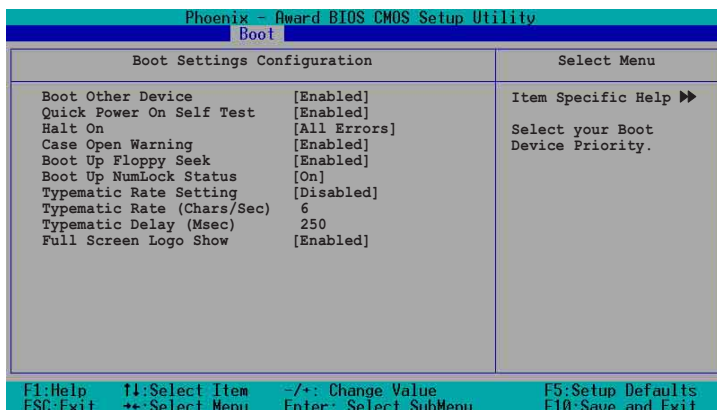 Phoenix - Award BIOS CMOS Setup Utility
Boot
Boot Settings Configuration
Select Menu
Boot Other Device [Enabled]
Quick Power On Self Test [Enabled]
Halt On [All Errors]
Case Open Warning [Enabled]
Boot Up Floppy Seek [Enabled]
Boot Up NumLock Status [On]
Typematic Rate Setting [Disabled]
Typematic Rate (Chars/Sec) 6
Typematic Delay (Msec) 250
Full Screen Logo Show [Enabled]
Item Specific Help ▶▶
Select your Boot
Device Priority.
F1:Help ↑↓:Select Item -/+: Change Value F5:Setup Defaults
ESC:Exit →←:Select Menu Enter: Select SubMenu F10:Save and Exit